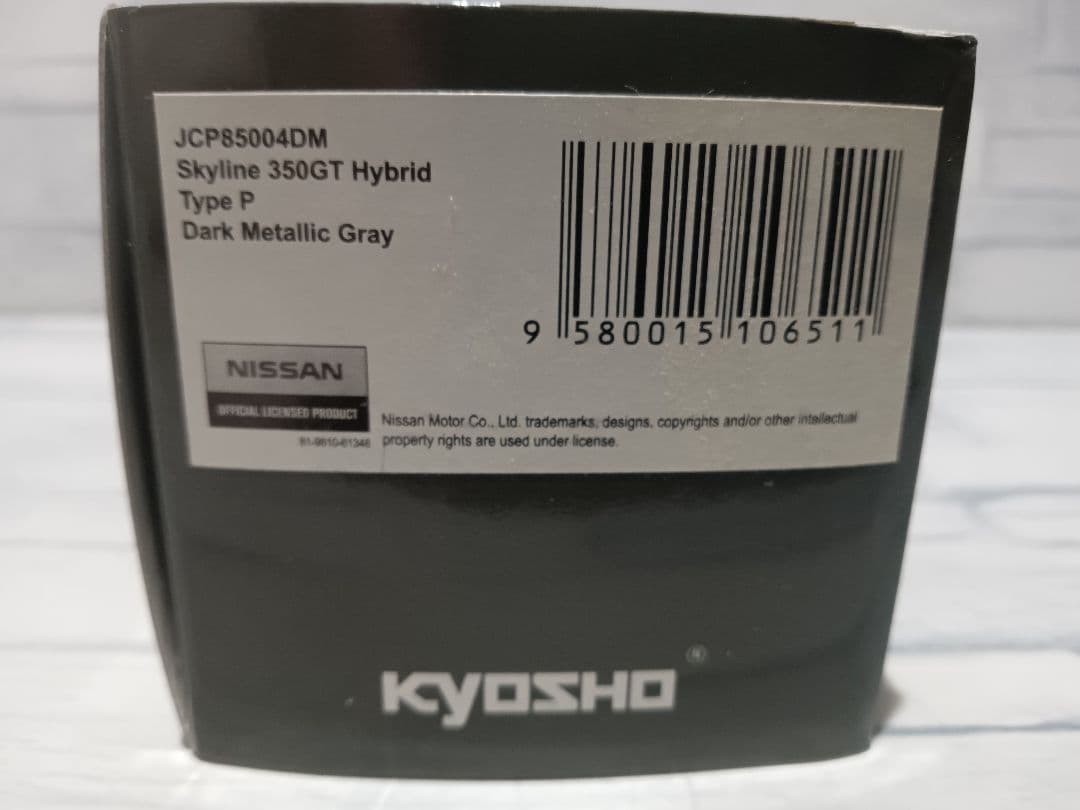 JCP85004DM
Skyline 350GT Hybrid
Type P
Dark Metallic Gray
9 580015 106511
NISSAN
OFFICIAL LICENSED PRODUCT
Nissan Motor Co., Ltd. trademarks, designs, copyrights and/or other intellectual
property rights are used under license.
KYOSHO ®